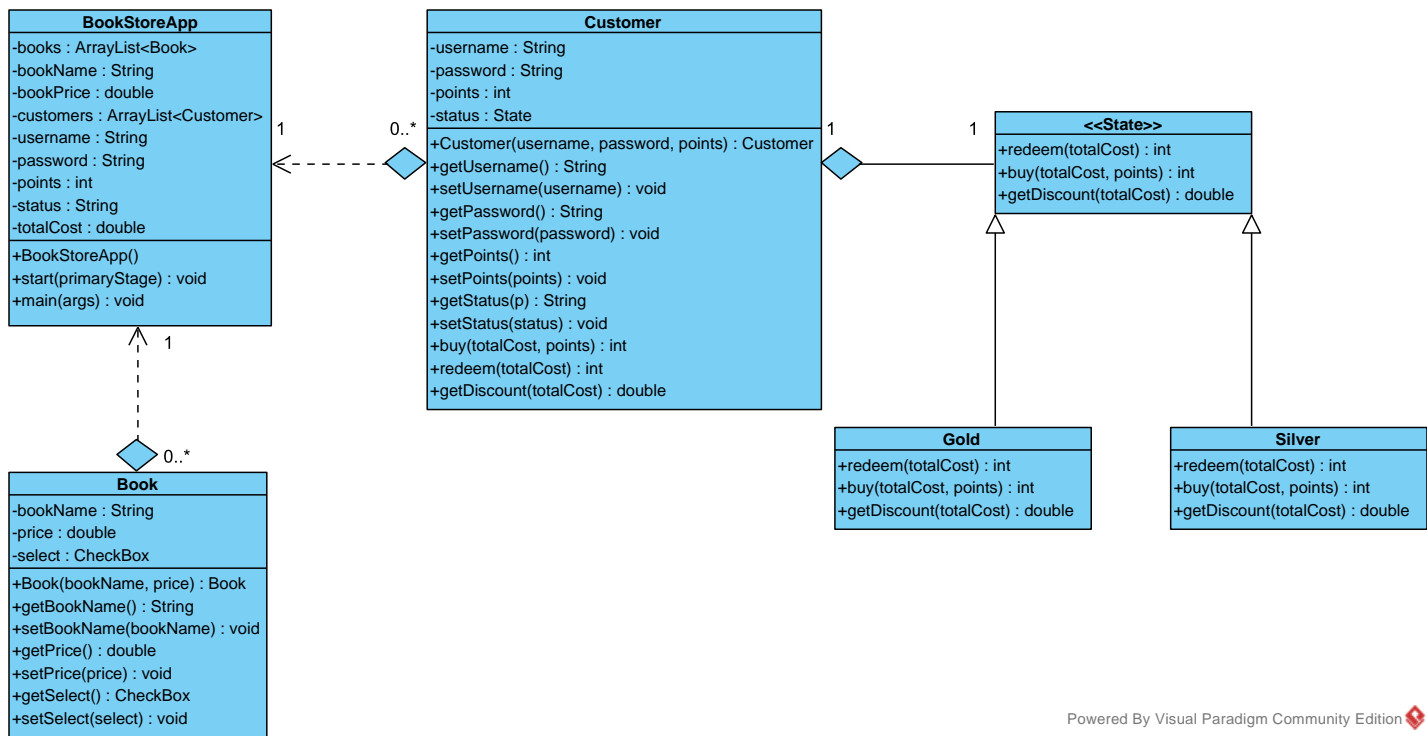 BookStoreApp
-books : ArrayList<Book>
-bookName : String
-bookPrice : double
-customers : ArrayList<Customer>
-username : String
-password : String
-points : int
-status : String
-totalCost : double
+BookStoreApp()
+start(primaryStage) : void
+main(args) : void
1
0..*
Customer
-username : String
-password : String
-points : int
-status : State
+Customer(username, password, points) : Customer
+getUsername() : String
+setUsername(username) : void
+getPassword() : String
+setPassword(password) : void
+getPoints() : int
+setPoints(points) : void
+getStatus(p) : String
+setStatus(status) : void
+buy(totalCost, points) : int
+redeem(totalCost) : int
+getDiscount(totalCost) : double
1
1
<<State>>
+redeem(totalCost) : int
+buy(totalCost, points) : int
+getDiscount(totalCost) : double
1
0..*
Book
-bookName : String
-price : double
-select : CheckBox
+Book(bookName, price) : Book
+getBookName() : String
+setBookName(bookName) : void
+getPrice() : double
+setPrice(price) : void
+getSelect() : CheckBox
+setSelect(select) : void
Gold
+redeem(totalCost) : int
+buy(totalCost, points) : int
+getDiscount(totalCost) : double
Silver
+redeem(totalCost) : int
+buy(totalCost, points) : int
+getDiscount(totalCost) : double
Powered By Visual Paradigm Community Edition